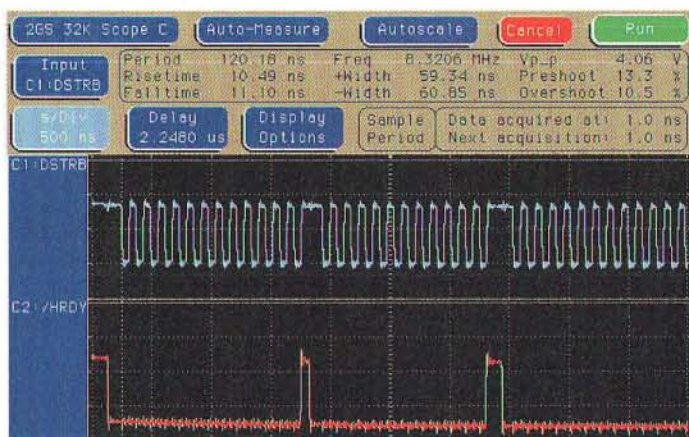 2GS 32K Scope C Auto-Measure Autoscale Cancel Run
Input
C1:DSTRB
Period 120.18 ns Freq 8.3206 MHz Vp_p 4.06 V
Risetime 10.49 ns +Width 59.34 ns Preshoot 13.3 %
Falltime 11.10 ns -Width 60.85 ns Overshoot 10.5 %
s/Div
500 ns
Delay
2.2480 us
Display
Options
Sample
Period
Data acquired at: 1.0 ns
Next acquisition: 1.0 ns
C1:DSTRB
C2:/HRDY